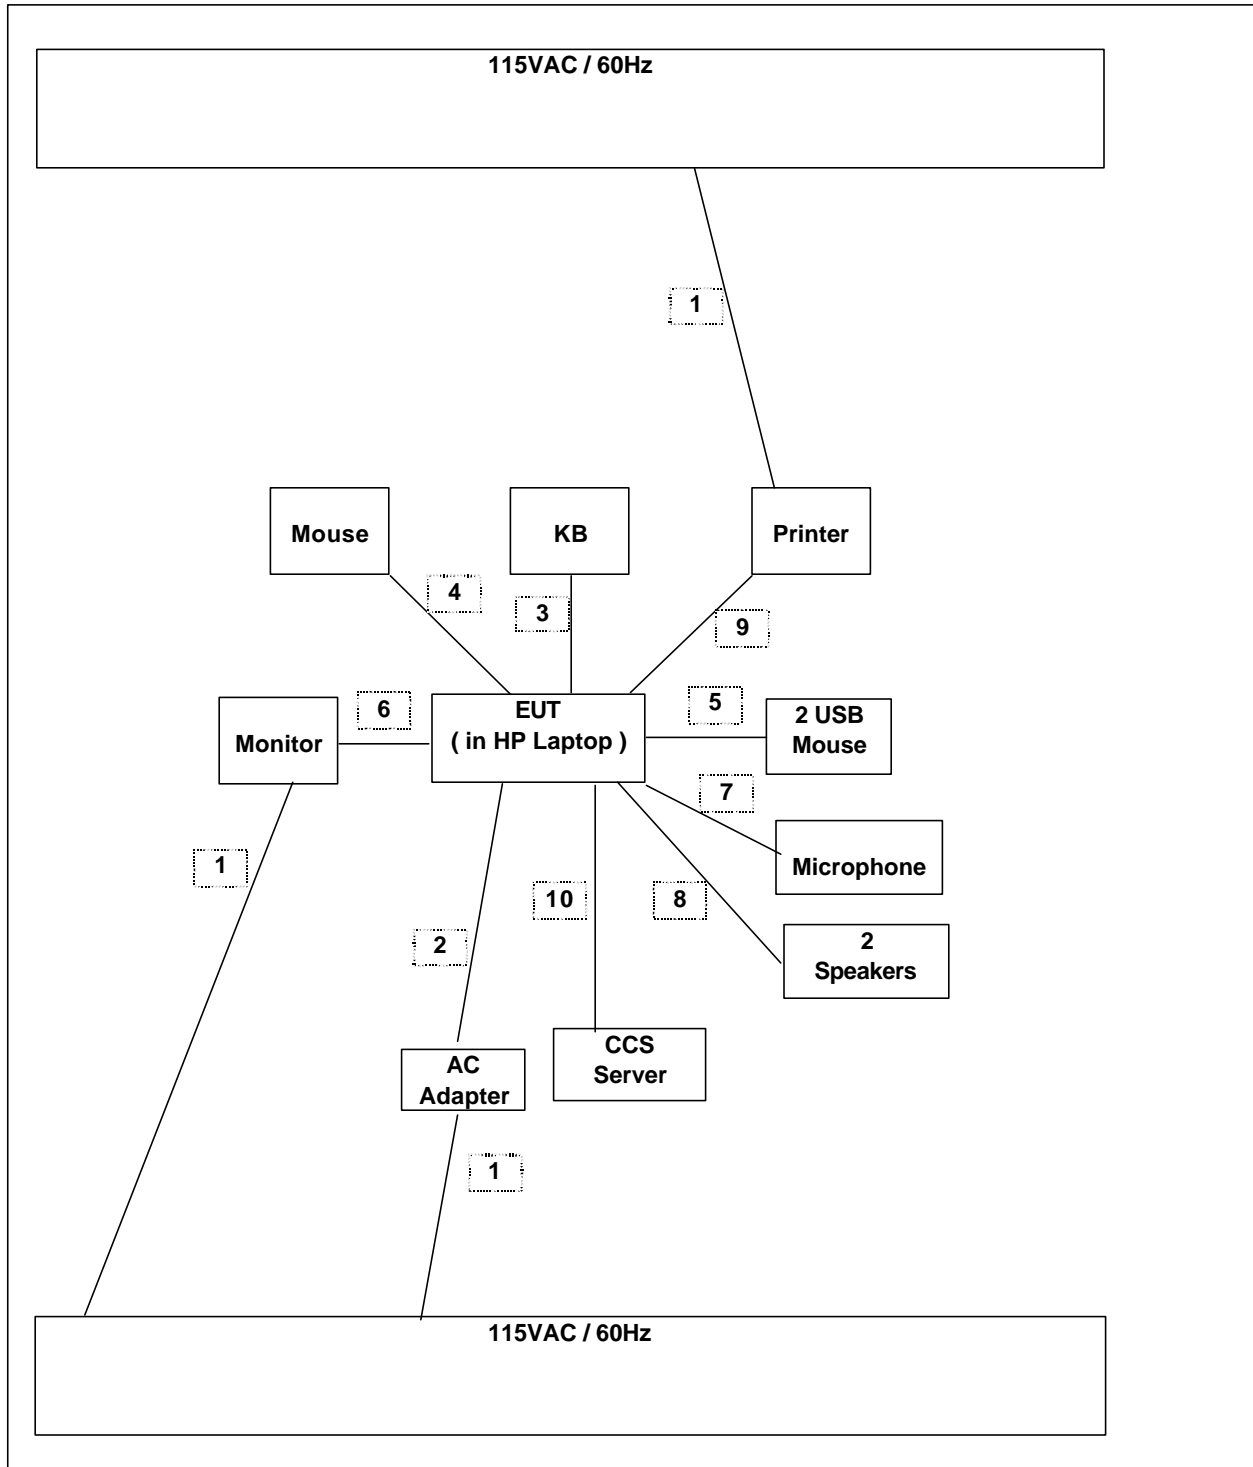 115VAC / 60Hz
1
Mouse
KB
Printer
4
3
9
6
EUT
( in HP Laptop )
5
2 USB
Mouse
Monitor
7
1
Microphone
10
8
2
2
Speakers
CCS
Server
AC
Adapter
1
115VAC / 60Hz